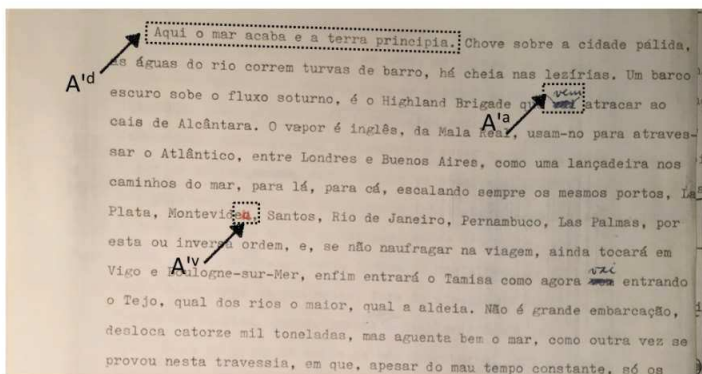 Aqui o mar acaba e a terra principia. Chove sobre a cidade pálida,
A'd as águas do rio correm turvas de barro, há cheia nas lezírias. Um barco
escuro sobe o fluxo soturno, é o Highland Brigade que vem atracar ao
A'a
cais de Alcântara. O vapor é inglês, da Mala Real, usam-no para atraves-
sar o Atlântico, entre Londres e Buenos Aires, como uma lançadeira nos
caminhos do mar, para lá, para cá, escalando sempre os mesmos portos, La
Plata, Montevideu, Santos, Rio de Janeiro, Pernambuco, Las Palmas, por
esta ou inversa ordem, e, se não naufragar na viagem, ainda tocará em
A'v
Vigo e Boulogne-sur-Mer, enfim entrará o Tamisa como agora vai entrando
o Tejo, qual dos rios o maior, qual a aldeia. Não é grande embarcação,
desloca catorze mil toneladas, mas aguenta bem o mar, como outra vez se
provou nesta travessia, em que, apesar do mau tempo constante, só os